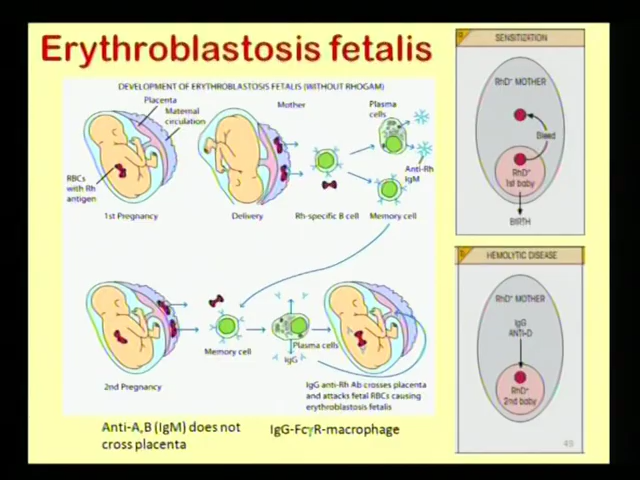 Erythroblastosis fetalis
DEVELOPMENT OF ERYTHROBLASTOSIS FETALIS (WITHOUT RHOGAM)
Placenta
Maternal
circulation
Mother
Plasma
cells
RBCs
with Rh
antigen
Anti-Rh
IgM
1st Pregnancy
Delivery
Rh-specific B cell
Memory cell
2nd Pregnancy
Memory cell
Plasma cells
IgG
IgG anti-Rh Ab crosses placenta
and attacks fetal RBCs causing
erythroblastosis fetalis
Anti-A,B (IgM) does not
cross placenta
IgG-FcγR-macrophage
SENSITIZATION
RhD⁻ MOTHER
Bleed
RhD⁺
1st baby
BIRTH
HEMOLYTIC DISEASE
RhD⁻ MOTHER
IgG
ANTI-D
RhD⁺
2nd baby